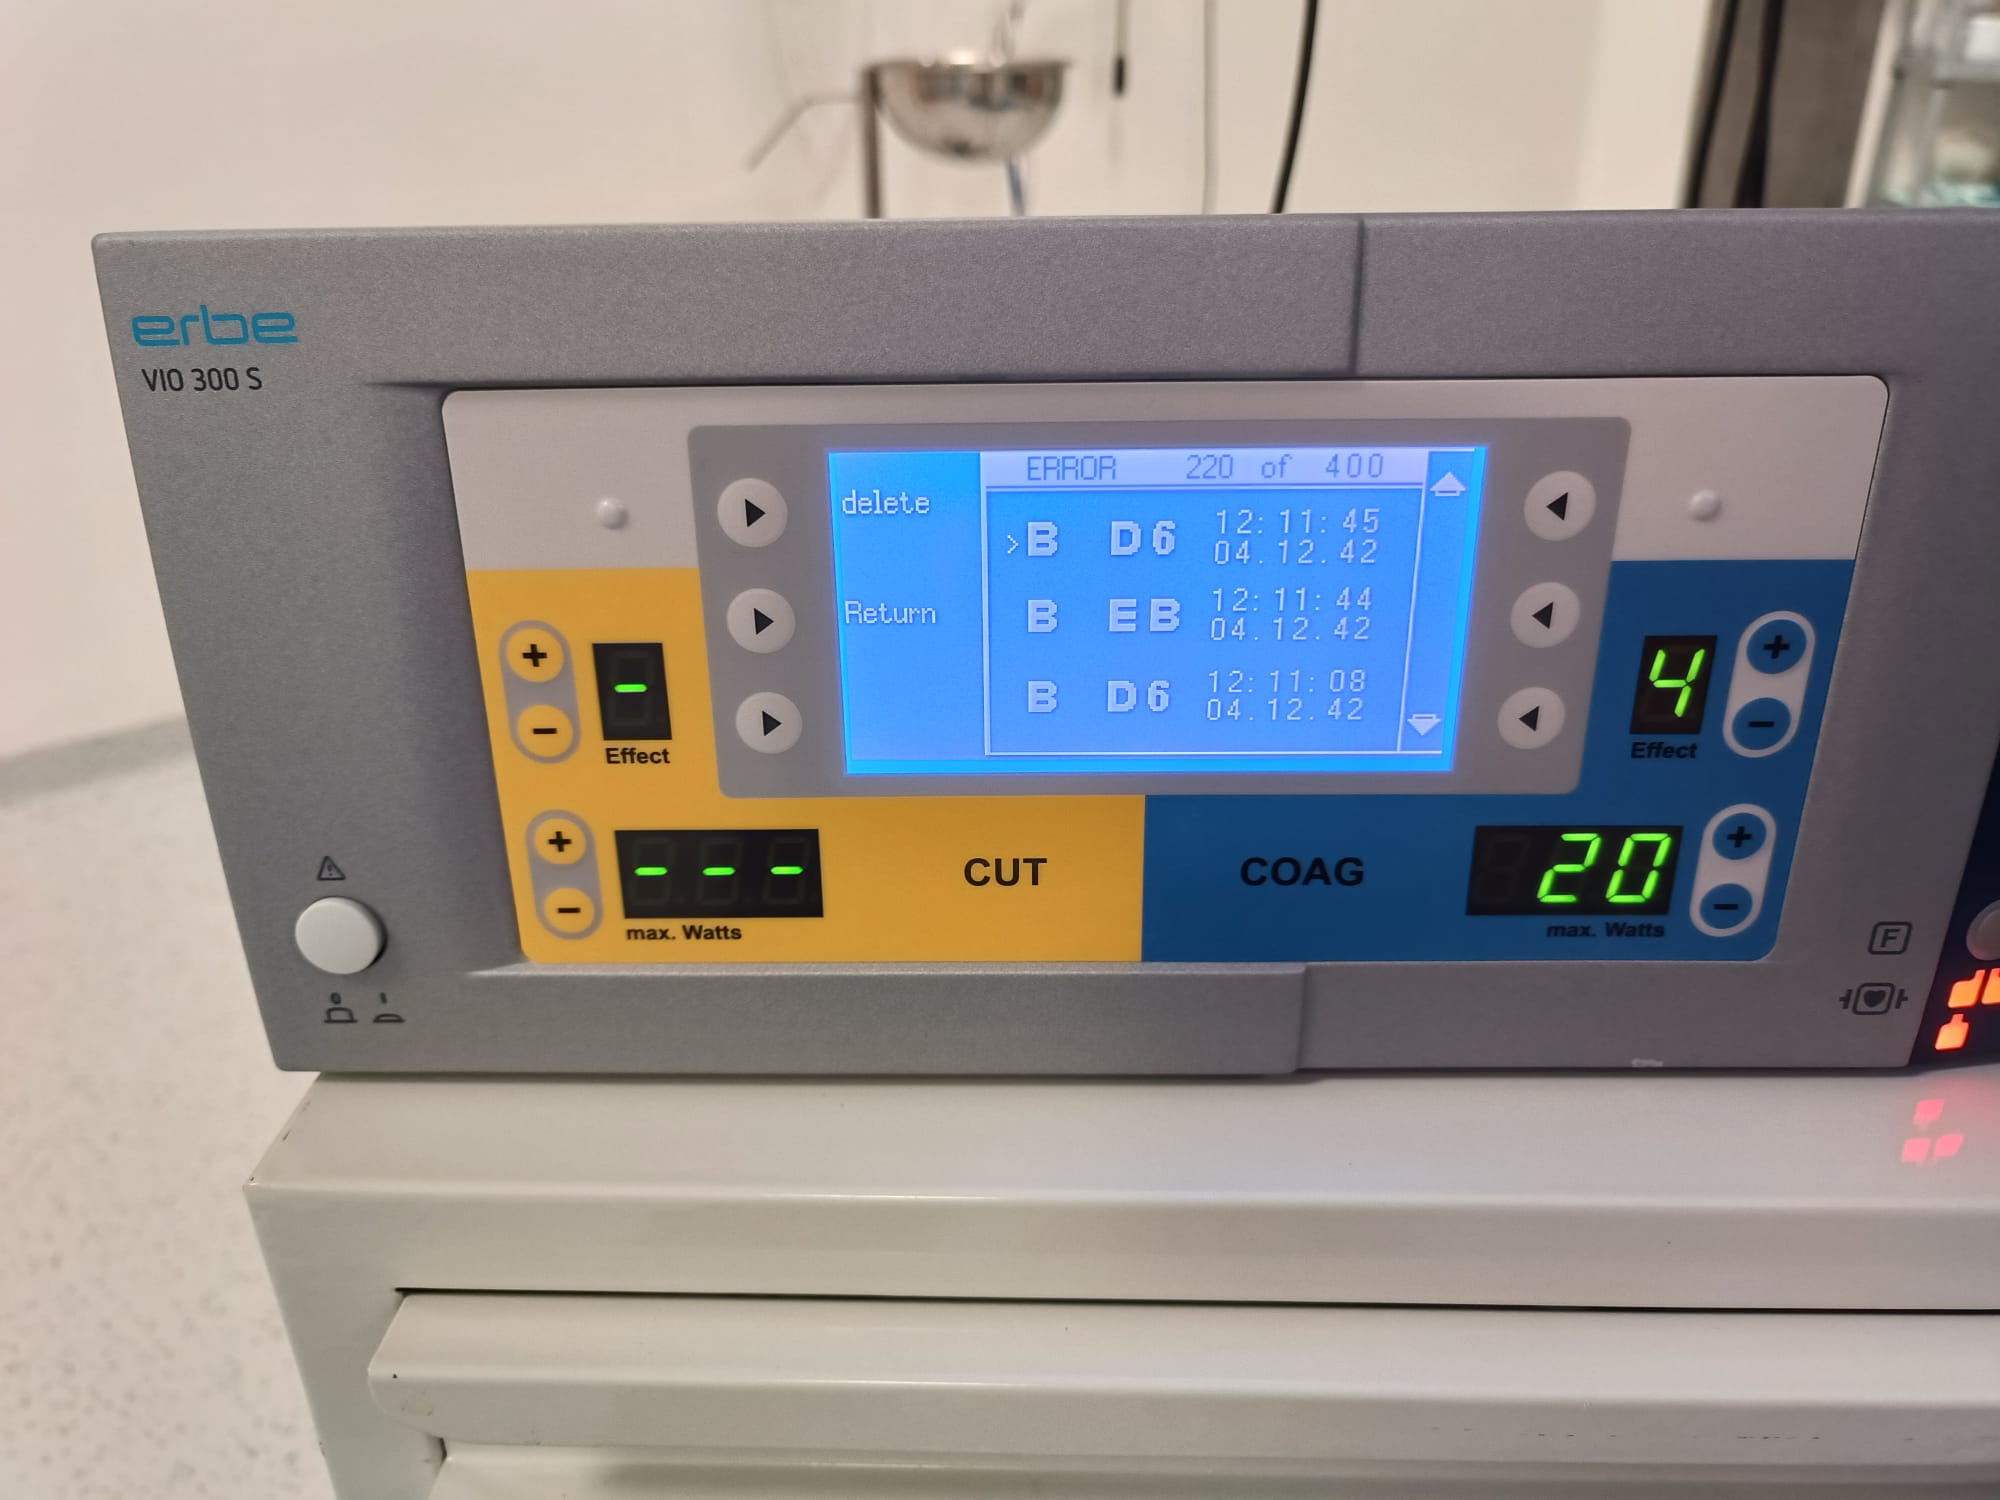 erbe
VIO 300 S
ERROR 220 of 400
delete
>B D6 12:11:45
04.12.42
Return
B EB 12:11:44
04.12.42
B D6 12:11:08
04.12.42
+
-
-
Effect
4
Effect
+
-
+
-
---
max. Watts
CUT
COAG
20
max. Watts
+
-
F